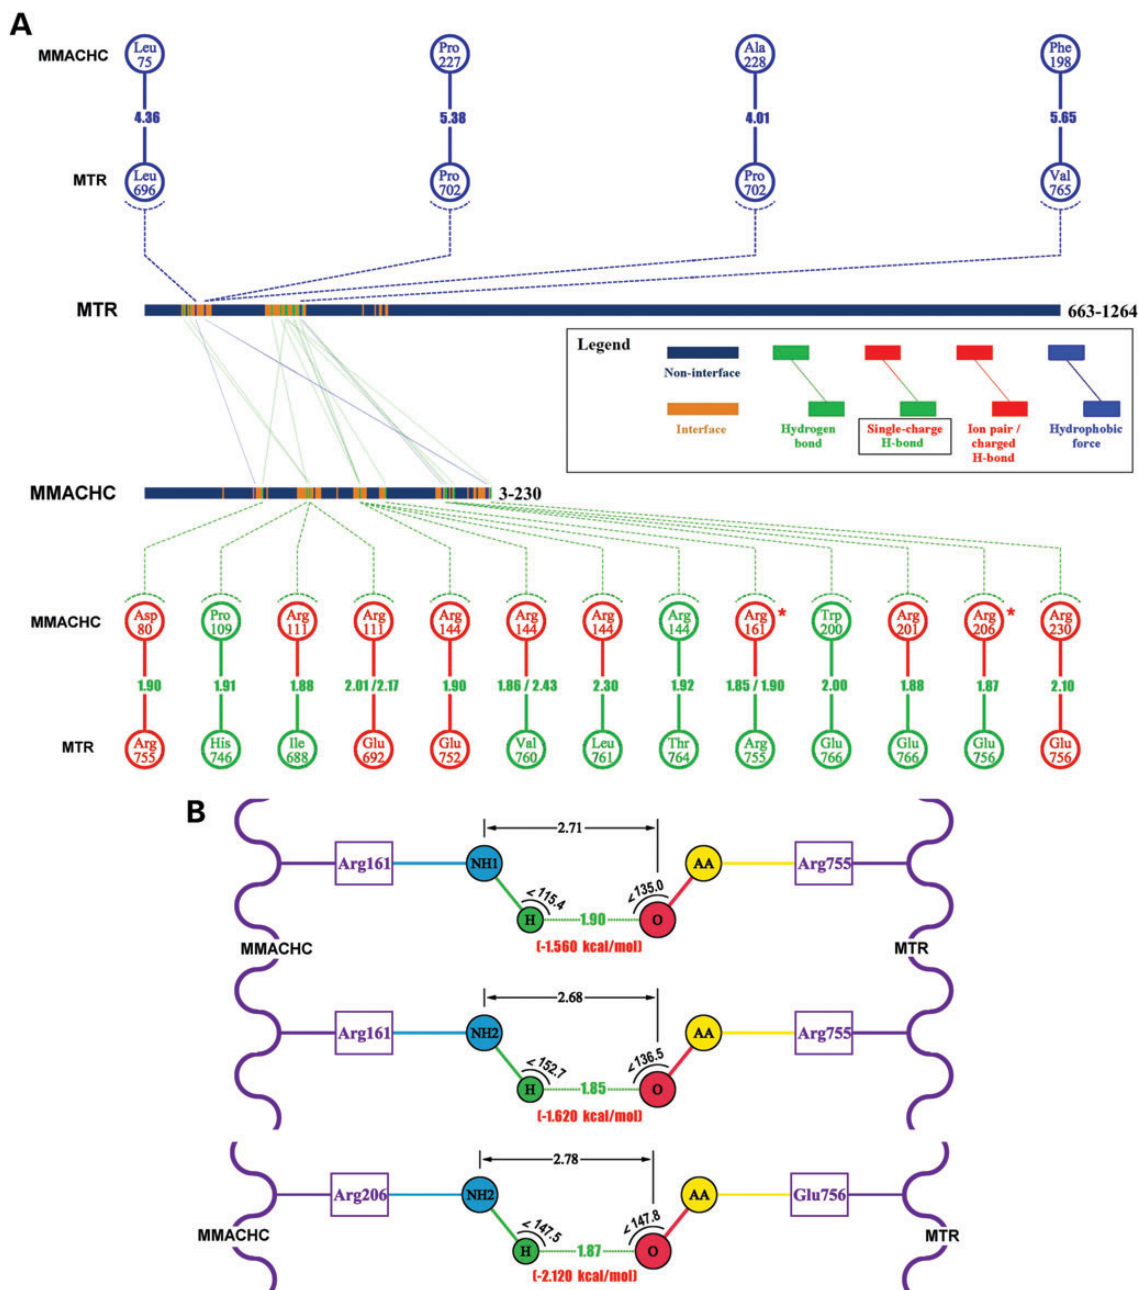 A
MMACHC
Leu 75
Pro 227
Ala 228
Phe 198
4.36
5.38
4.01
5.65
MTR
Leu 696
Pro 702
Pro 702
Val 765
MTR
663-1264
Legend
Non-interface
Interface
Hydrogen bond
Single-charge H-bond
Ion pair / charged H-bond
Hydrophobic force
MMACHC
3-230
MMACHC
Asp 80
Pro 109
Arg 111
Arg 111
Arg 144
Arg 144
Arg 144
Arg 144
Arg 161 *
Trp 200
Arg 201
Arg 206 *
Arg 230
1.90
1.91
1.88
2.01 /2.17
1.90
1.86 / 2.43
2.30
1.92
1.85 / 1.90
2.00
1.88
1.87
2.10
MTR
Arg 755
His 746
Ile 688
Glu 692
Glu 752
Val 760
Leu 761
Thr 764
Arg 755
Glu 766
Glu 766
Glu 756
Glu 756
B
2.71
Arg161
NH1
AA
Arg755
<115.4
<135.0
H
1.90
O
(-1.560 kcal/mol)
MMACHC
MTR
2.68
Arg161
NH2
AA
Arg755
<152.7
<136.5
H
1.85
O
(-1.620 kcal/mol)
2.78
Arg206
NH2
AA
Glu756
<147.5
<147.8
MMACHC
MTR
H
1.87
O
(-2.120 kcal/mol)